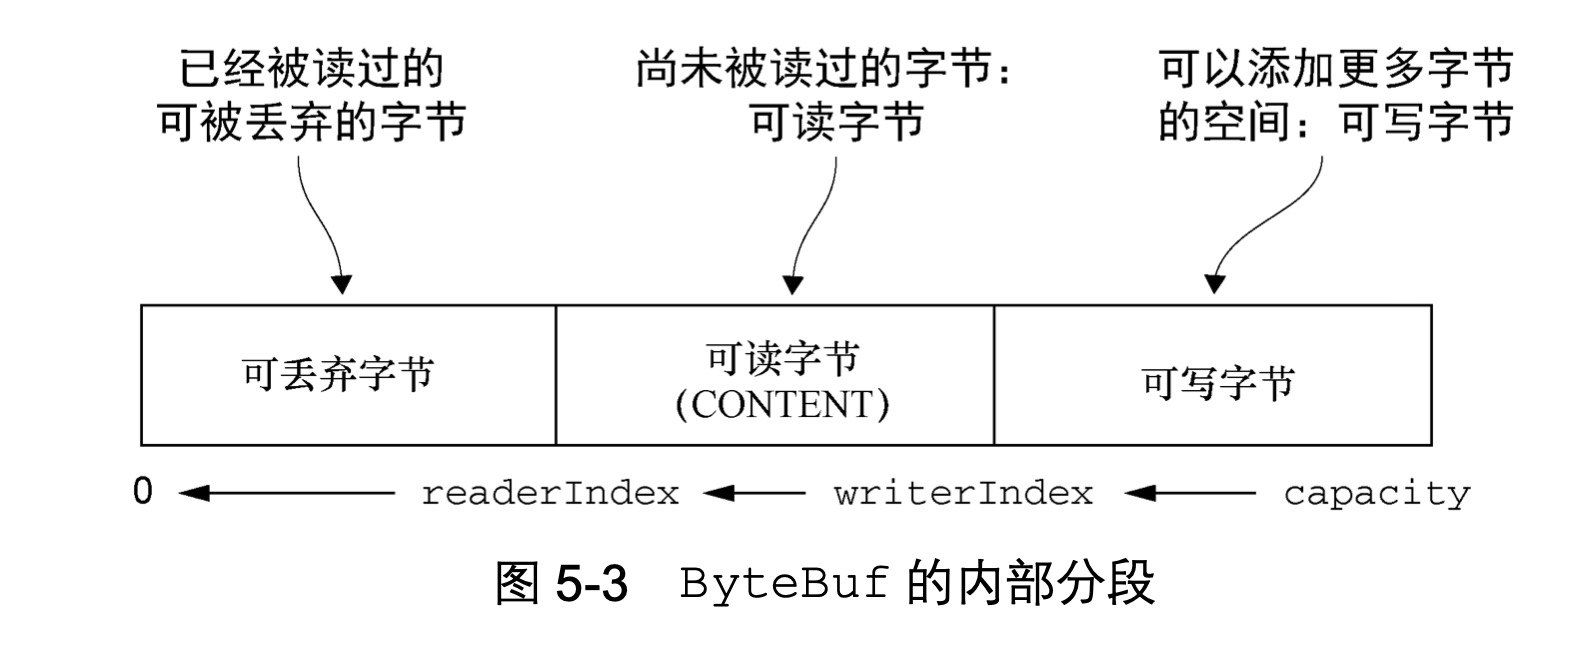 已经被读过的
可被丢弃的字节
尚未被读过的字节：
可读字节
可以添加更多字节
的空间：可写字节
可丢弃字节
可读字节
（CONTENT）
可写字节
0 readerIndex writerIndex capacity
图 5-3 ByteBuf 的内部分段